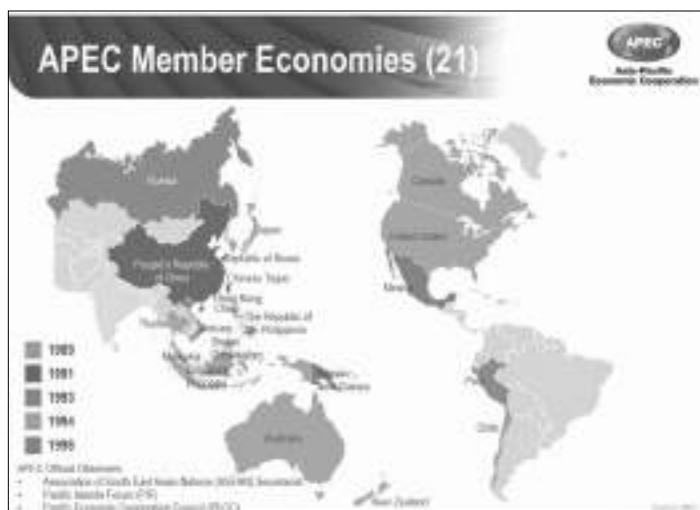 APEC Member Economies (21)
APEC
Asia-Pacific
Economic Cooperation
Russia
Canada
United States
Japan
People's Republic
of China
Republic of Korea
Chinese Taipei
Hong Kong
China
Mexico
The Republic of
the Philippines
Thailand
Malaysia
Brunei
Darussalam
Singapore
Indonesia
Papua
New Guinea
Peru
Chile
Australia
New Zealand
1989
1991
1993
1994
1998
APEC Official Observers
• Association of South East Asian Nations (ASEAN) Secretariat
• Pacific Islands Forum (PIF)
• Pacific Economic Cooperation Council (PECC)